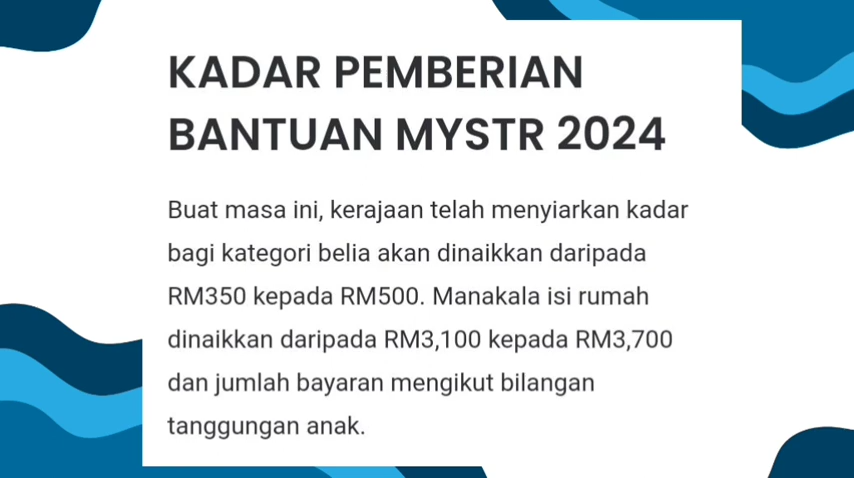 KADAR PEMBERIAN
BANTUAN MYSTR 2024
Buat masa ini, kerajaan telah menyiarkan kadar
bagi kategori belia akan dinaikkan daripada
RM350 kepada RM500. Manakala isi rumah
dinaikkan daripada RM3,100 kepada RM3,700
dan jumlah bayaran mengikut bilangan
tanggungan anak.